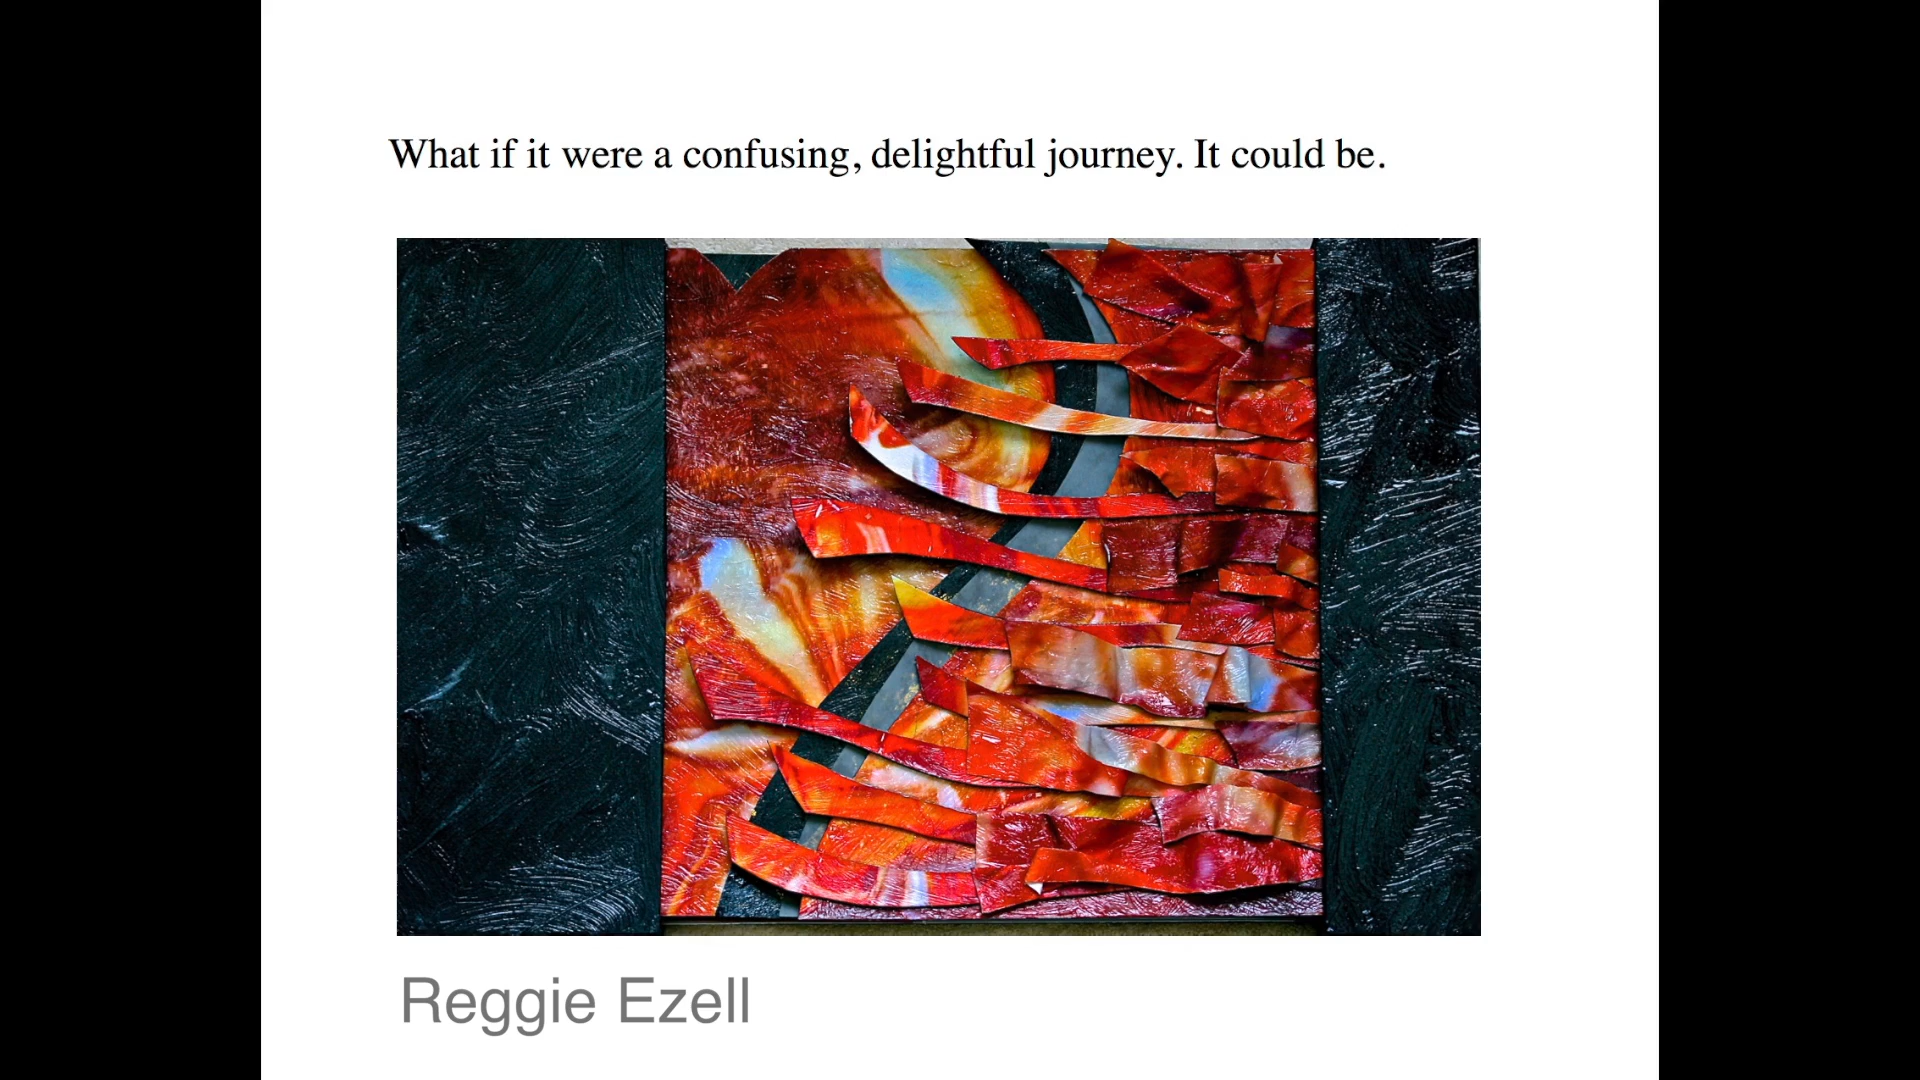 What if it were a confusing, delightful journey. It could be.
Reggie Ezell